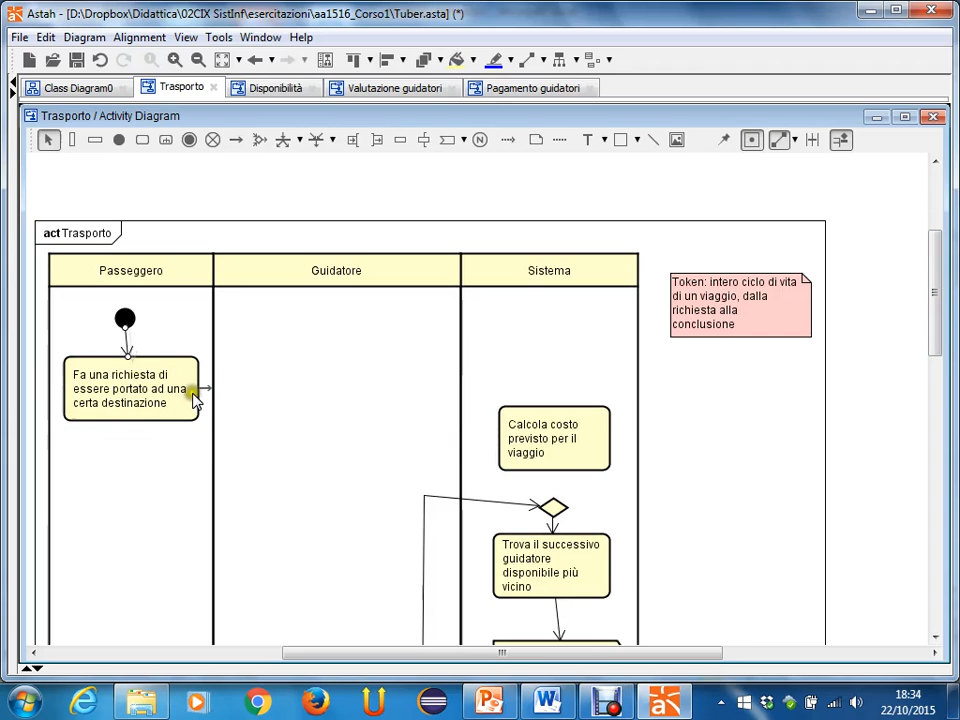 Astah - [D:\Dropbox\Didattica\02CIX SistInf\esercitazioni\aa1516_Corso1\Tuber.asta] (*)
File Edit Diagram Alignment View Tools Window Help
Class Diagram0 Trasporto Disponibilità Valutazione guidatori Pagamento guidatori
Trasporto / Activity Diagram
N T
act Trasporto
Passeggero Guidatore Sistema
Token: intero ciclo di vita
di un viaggio, dalla
richiesta alla
conclusione
Fa una richiesta di
essere portato ad una
certa destinazione
Calcola costo
previsto per il
viaggio
Trova il successivo
guidatore
disponibile più
vicino
18:34
22/10/2015